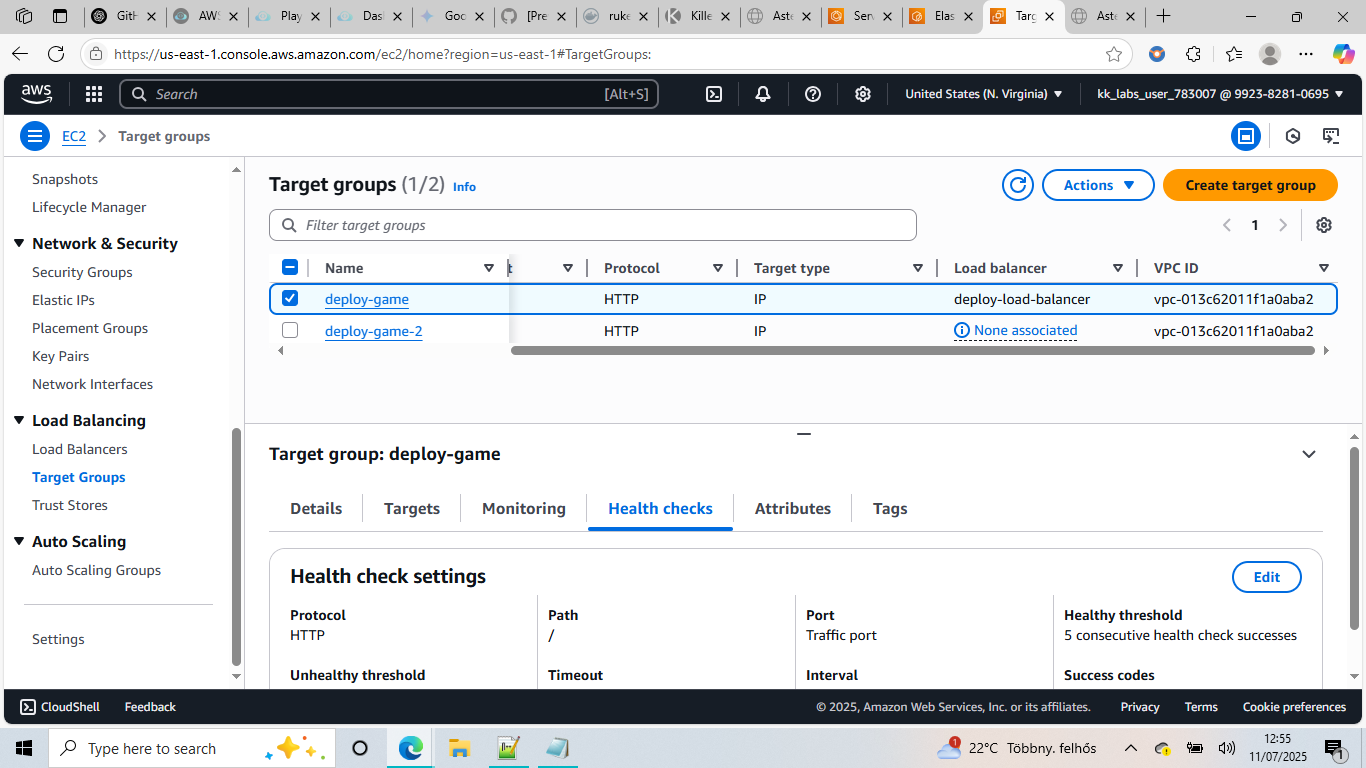 GitH
AWS
Play
Das
Goo
[Pre
ruke
Kille
Aste
Serv
Elas
Targ
Aste
https://us-east-1.console.aws.amazon.com/ec2/home?region=us-east-1#TargetGroups:
aws
Search
[Alt+S]
United States (N. Virginia)
kk_labs_user_783007 @ 9923-8281-0695
EC2
Target groups
Snapshots
Lifecycle Manager
Network & Security
Security Groups
Elastic IPs
Placement Groups
Key Pairs
Network Interfaces
Load Balancing
Load Balancers
Target Groups
Trust Stores
Auto Scaling
Auto Scaling Groups
Settings
Target groups (1/2) Info
Actions
Create target group
Filter target groups
1
Name t Protocol Target type Load balancer VPC ID
deploy-game HTTP IP deploy-load-balancer vpc-013c62011f1a0aba2
deploy-game-2 HTTP IP None associated vpc-013c62011f1a0aba2
Target group: deploy-game
Details Targets Monitoring Health checks Attributes Tags
Health check settings
Edit
Protocol
HTTP
Path
/
Port
Traffic port
Healthy threshold
5 consecutive health check successes
Unhealthy threshold
Timeout
Interval
Success codes
CloudShell
Feedback
© 2025, Amazon Web Services, Inc. or its affiliates.
Privacy
Terms
Cookie preferences
Type here to search
1
22°C Többny. felhős
12:55
11/07/2025
1